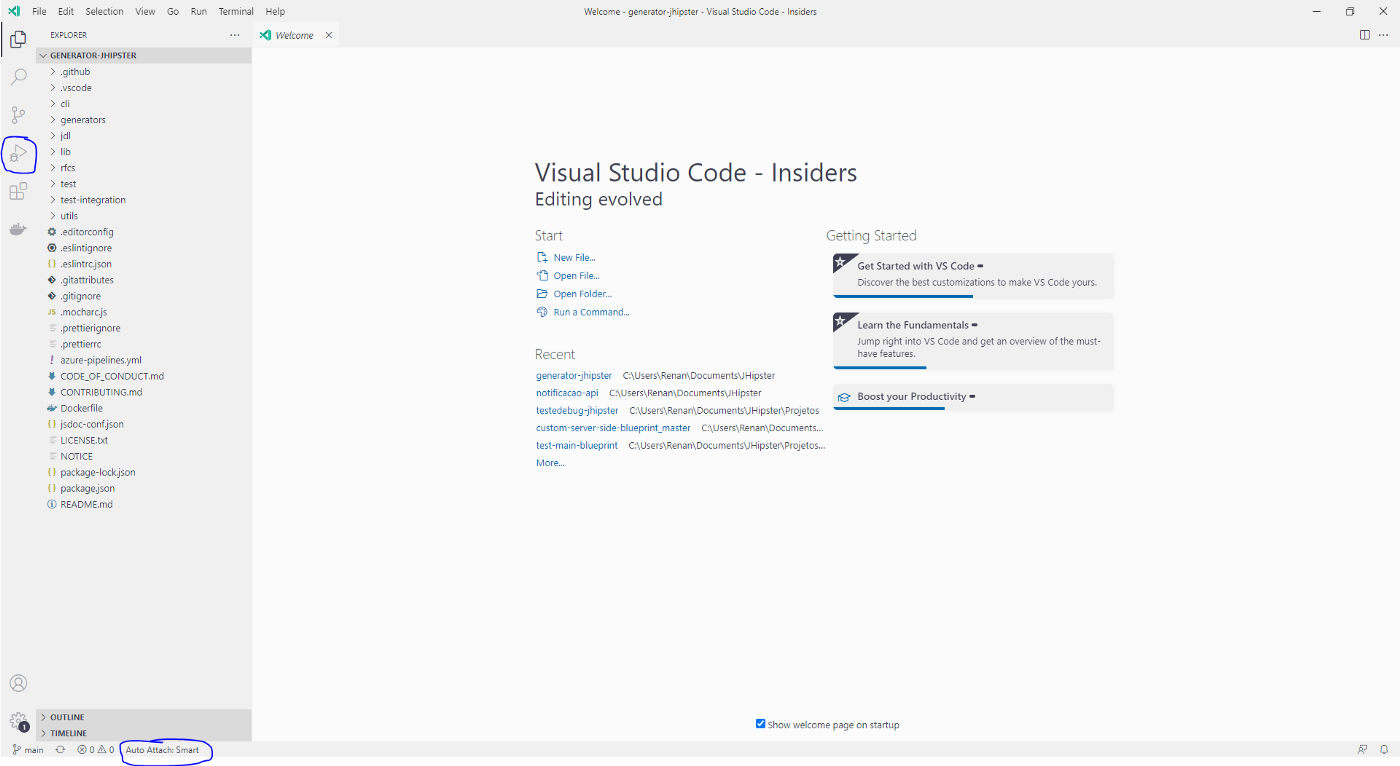 File Edit Selection View Go Run Terminal Help
Welcome - generator-jhipster - Visual Studio Code - Insiders
EXPLORER
Welcome
GENERATOR-JHIPSTER
.github
.vscode
cli
generators
jdl
lib
rfcs
test
test-integration
utils
.editorconfig
.eslintignore
{} .eslintrc.json
.gitattributes
.gitignore
JS .mocharc.js
.prettierignore
.prettierrc
! azure-pipelines.yml
CODE_OF_CONDUCT.md
CONTRIBUTING.md
Dockerfile
{} jsdoc-conf.json
LICENSE.txt
NOTICE
{} package-lock.json
{} package.json
README.md
OUTLINE
TIMELINE
Visual Studio Code - Insiders
Editing evolved
Start
New File...
Open File...
Open Folder...
Run a Command...
Recent
generator-jhipster C:\Users\Renan\Documents\JHipster
notificacao-api C:\Users\Renan\Documents\JHipster
testedebug-jhipster C:\Users\Renan\Documents\JHipster\Projetos
custom-server-side-blueprint_master C:\Users\Renan\Documents...
test-main-blueprint C:\Users\Renan\Documents\JHipster\Projetos...
More...
Getting Started
Get Started with VS Code
Discover the best customizations to make VS Code yours.
Learn the Fundamentals
Jump right into VS Code and get an overview of the must-
have features.
Boost your Productivity
Show welcome page on startup
1
main 0 0 Auto Attach: Smart